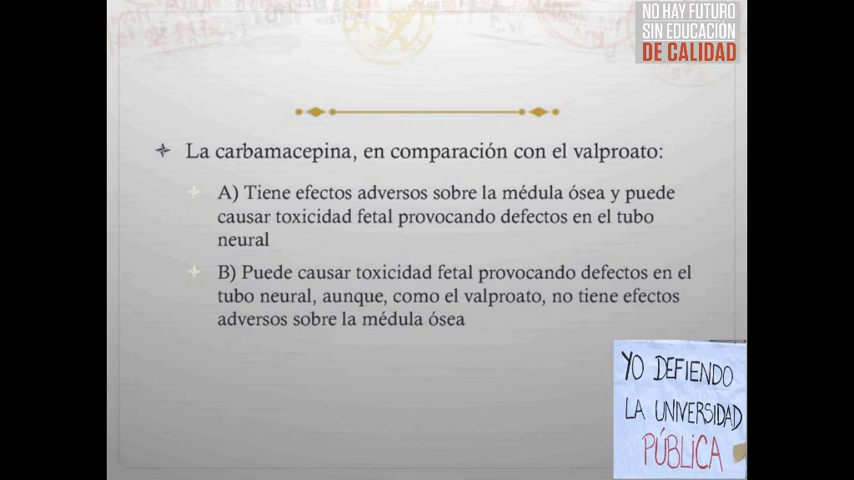 NO HAY FUTURO
SIN EDUCACIÓN
DE CALIDAD
La carbamacepina, en comparación con el valproato:
A) Tiene efectos adversos sobre la médula ósea y puede
causar toxicidad fetal provocando defectos en el tubo
neural
B) Puede causar toxicidad fetal provocando defectos en el
tubo neural, aunque, como el valproato, no tiene efectos
adversos sobre la médula ósea
YO DEFIENDO
LA UNIVERSIDAD
PÚBLICA